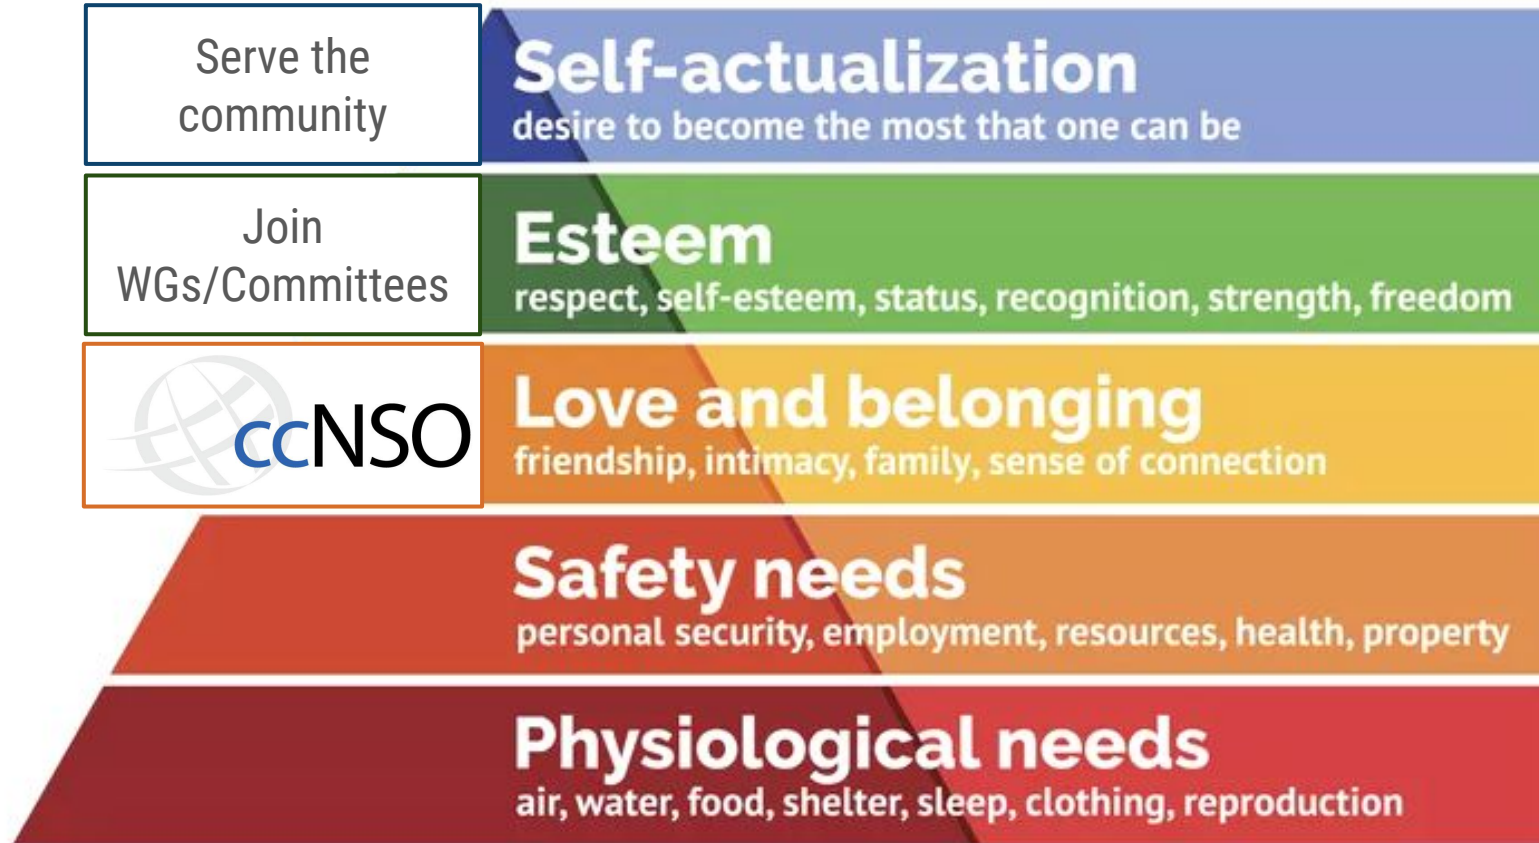 Serve the
community
Self-actualization
desire to become the most that one can be
Join
WGs/Committees
Esteem
respect, self-esteem, status, recognition, strength, freedom
ccNSO
Love and belonging
friendship, intimacy, family, sense of connection
Safety needs
personal security, employment, resources, health, property
Physiological needs
air, water, food, shelter, sleep, clothing, reproduction